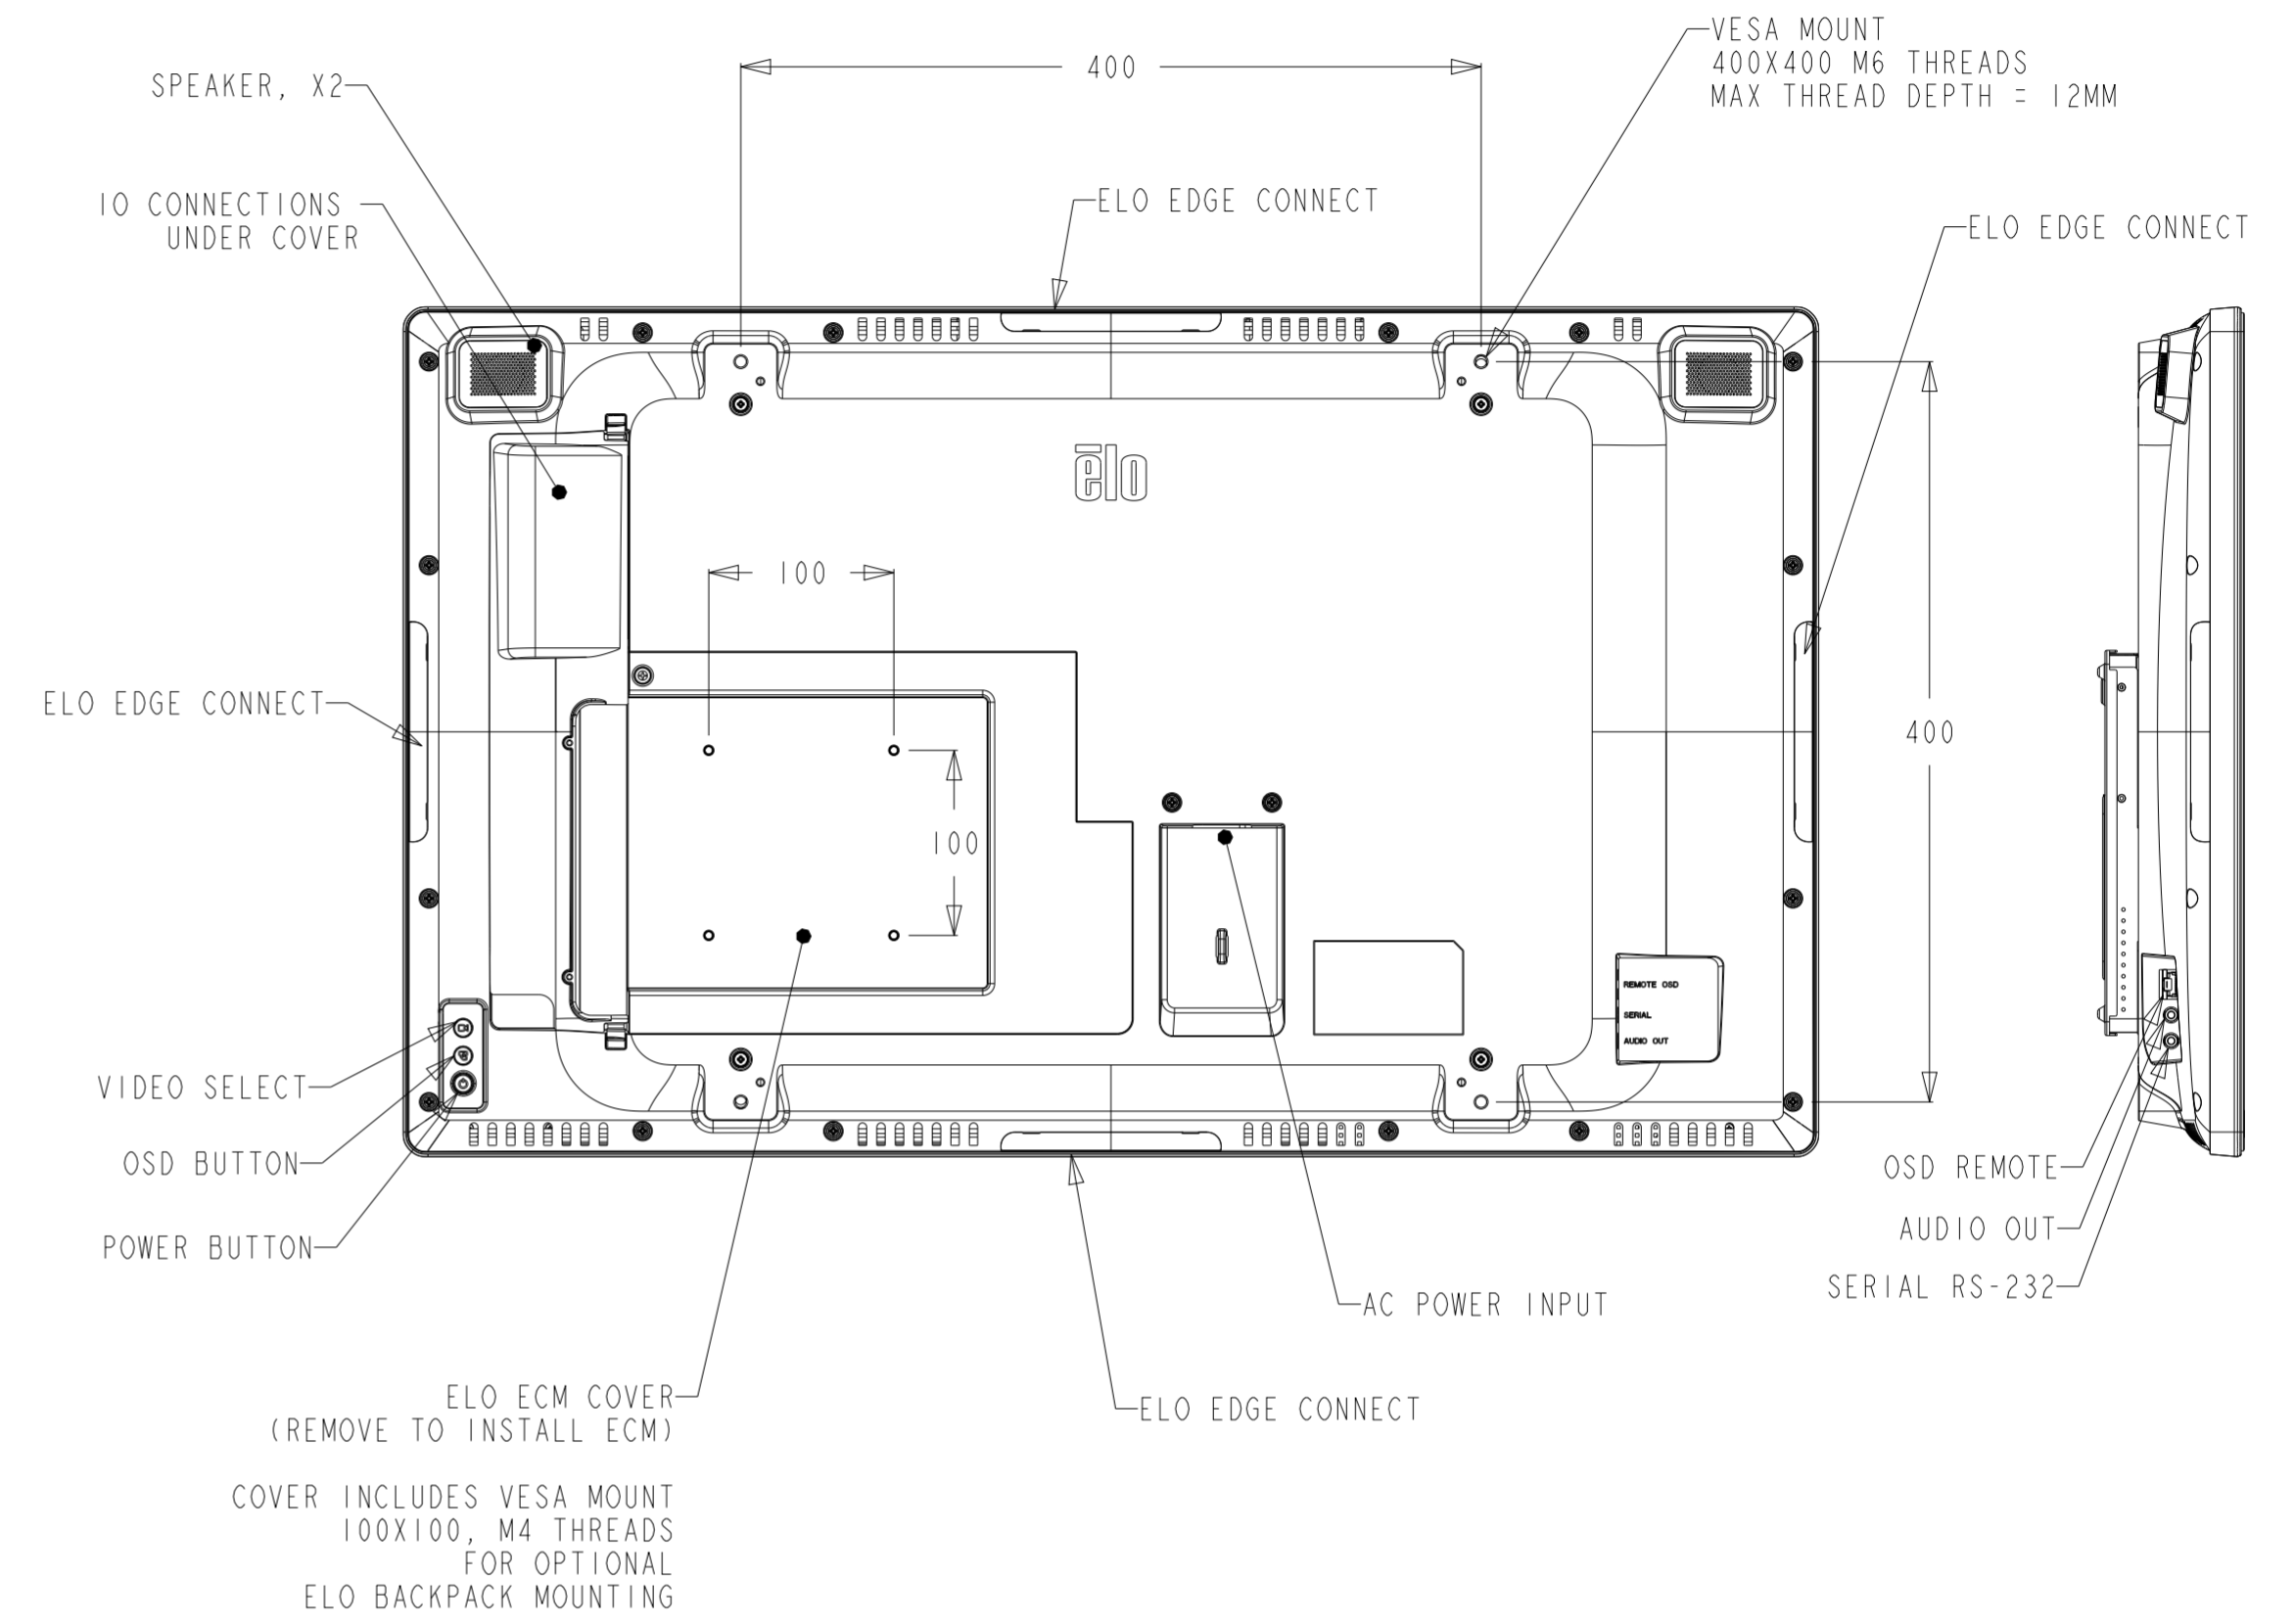 VESA MOUNT
400X400 M6 THREADS
MAX THREAD DEPTH = 12MM
400
SPEAKER, X2
IO CONNECTIONS
UNDER COVER
ELO EDGE CONNECT
ELO EDGE CONNECT
ēlo
100
ELO EDGE CONNECT
400
100
REMOTE OSD
SERIAL
AUDIO OUT
VIDEO SELECT
OSD BUTTON
POWER BUTTON
OSD REMOTE
AUDIO OUT
SERIAL RS-232
AC POWER INPUT
ELO ECM COVER
(REMOVE TO INSTALL ECM)
ELO EDGE CONNECT
COVER INCLUDES VESA MOUNT
100X100, M4 THREADS
FOR OPTIONAL
ELO BACKPACK MOUNTING